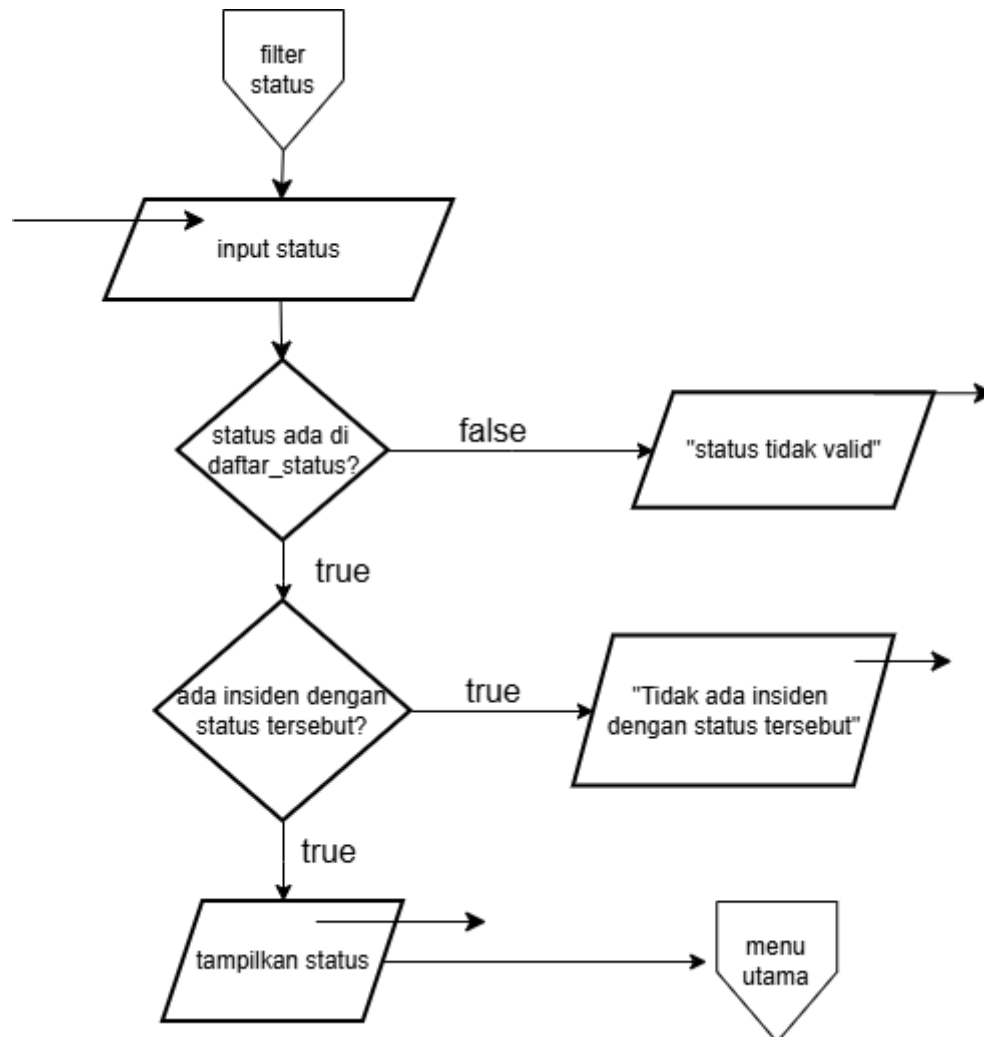 filter
status
input status
status ada di
daftar_status?
false
"status tidak valid"
true
ada insiden dengan
status tersebut?
true
"Tidak ada insiden
dengan status tersebut"
true
tampilkan status
menu
utama